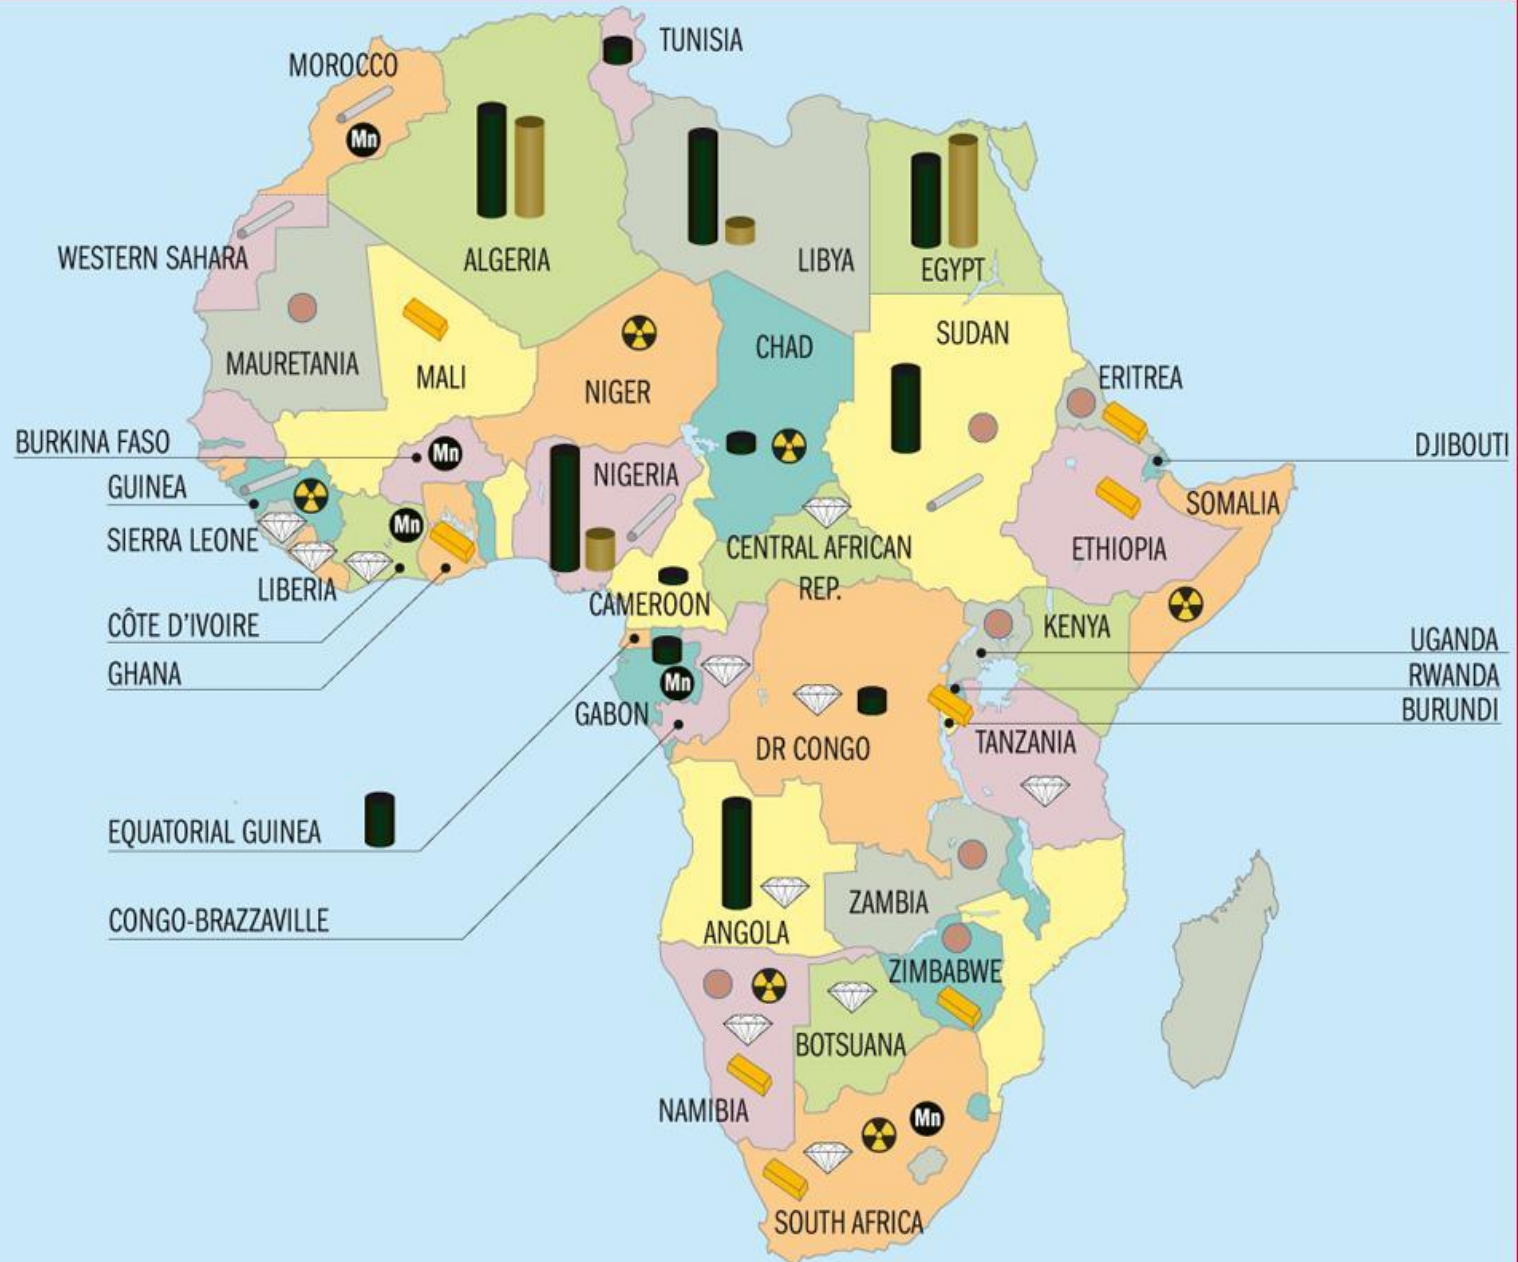 TUNISIA
MOROCCO
Mn
WESTERN SAHARA
ALGERIA
LIBYA
EGYPT
MAURETANIA
MALI
NIGER
CHAD
SUDAN
ERITREA
BURKINA FASO
Mn
DJIBOUTI
GUINEA
NIGERIA
SOMALIA
SIERRA LEONE
Mn
CENTRAL AFRICAN
REP.
ETHIOPIA
LIBERIA
CAMEROON
CÔTE D'IVOIRE
KENYA
UGANDA
GHANA
RWANDA
Mn
GABON
BURUNDI
DR CONGO
TANZANIA
EQUATORIAL GUINEA
CONGO-BRAZZAVILLE
ANGOLA
ZAMBIA
ZIMBABWE
BOTSUANA
NAMIBIA
Mn
SOUTH AFRICA